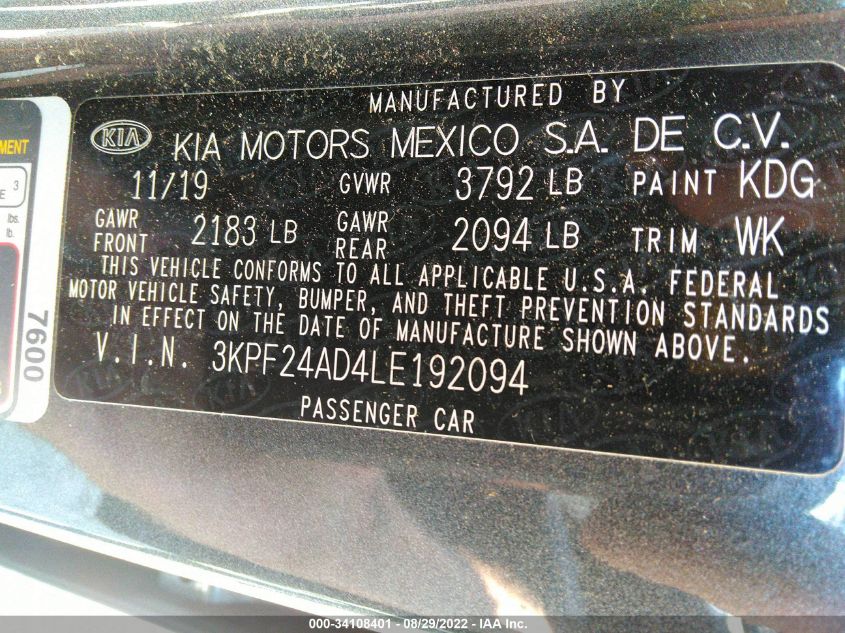 MANUFACTURED BY
KIA KIA MOTORS MEXICO S.A. DE C.V.
11/19 GVWR 3792 LB PAINT KDG
GAWR FRONT 2183 LB GAWR REAR 2094 LB TRIM WK
THIS VEHICLE CONFORMS TO ALL APPLICABLE U.S.A. FEDERAL
MOTOR VEHICLE SAFETY, BUMPER, AND THEFT PREVENTION STANDARDS
IN EFFECT ON THE DATE OF MANUFACTURE SHOWN ABOVE.
V.I.N. 3KPF24AD4LE192094
PASSENGER CAR
3
lbs.
lb.
7600
000-34108401 - 08/29/2022 - IAA Inc.